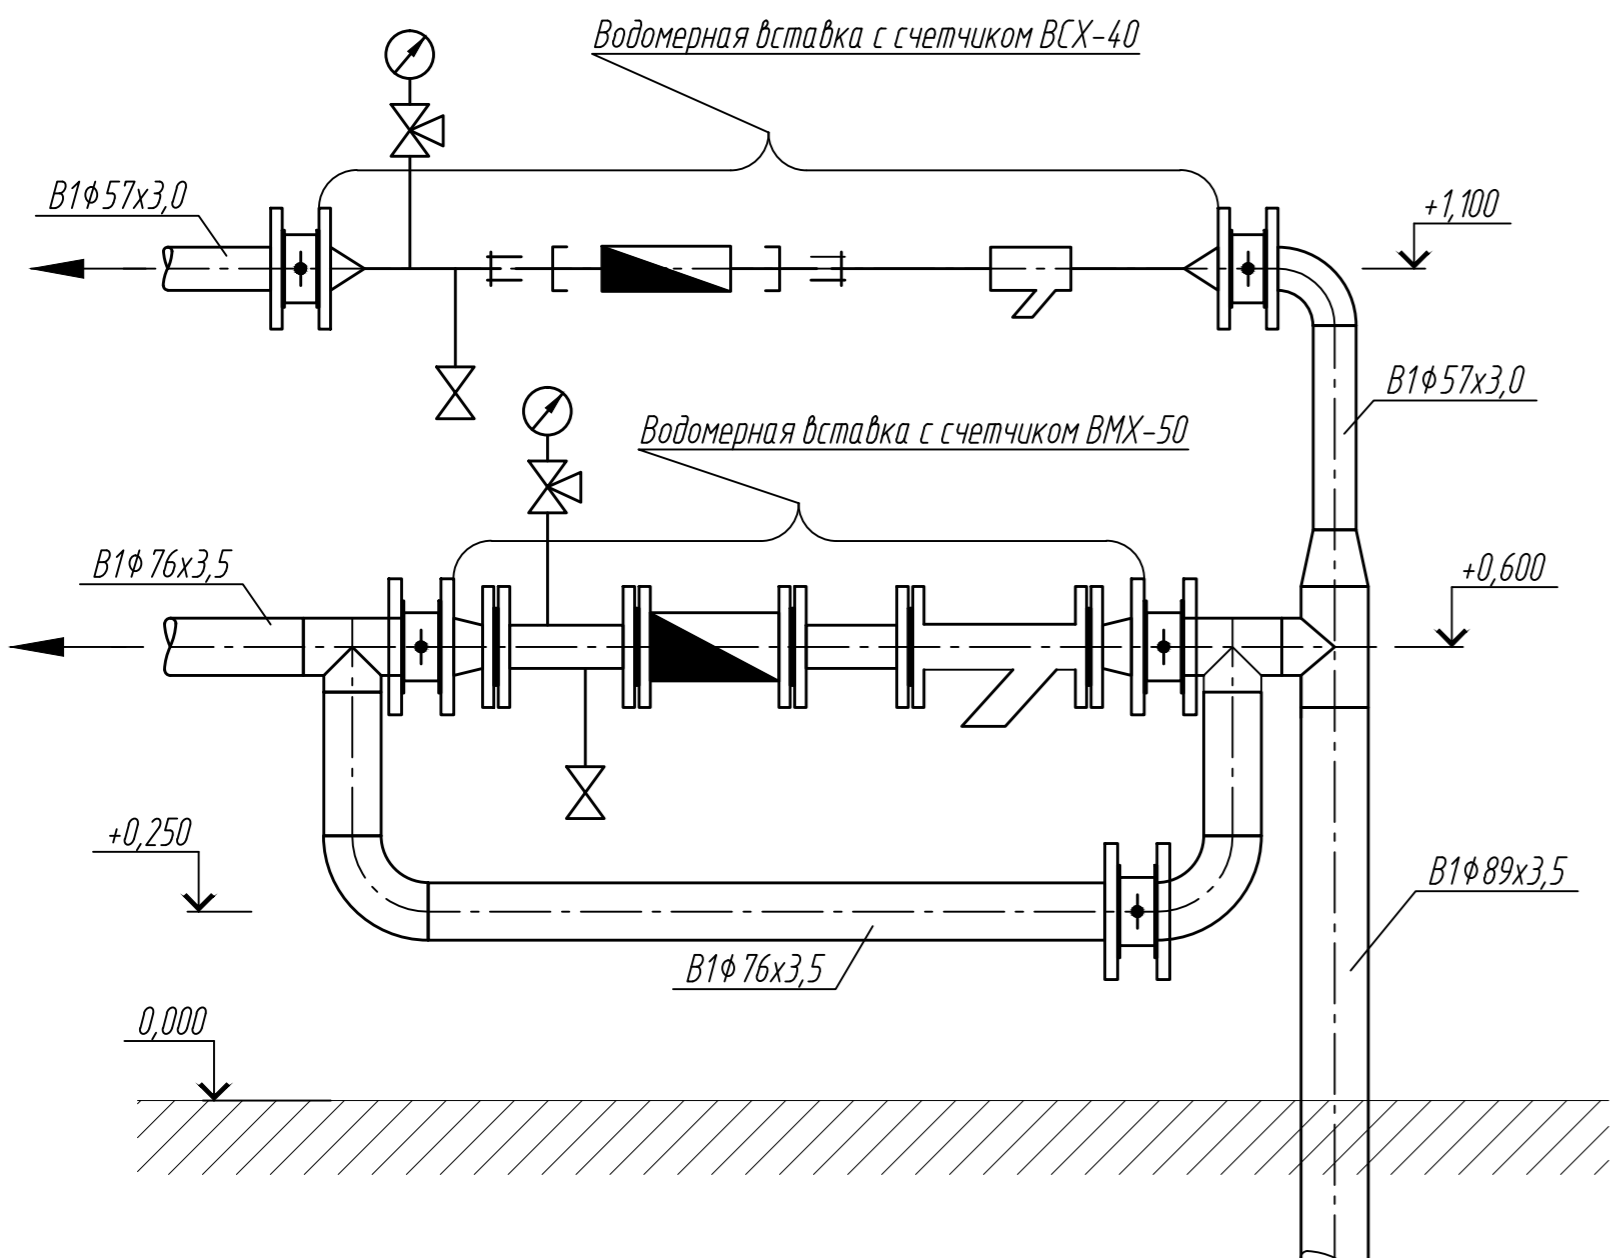 Водомерная вставка с счетчиком ВСХ-40
В1ф57х3,0
+1,100
В1ф57х3,0
Водомерная вставка с счетчиком ВМХ-50
В1ф76х3,5
+0,600
+0,250
В1ф89х3,5
В1ф76х3,5
0,000